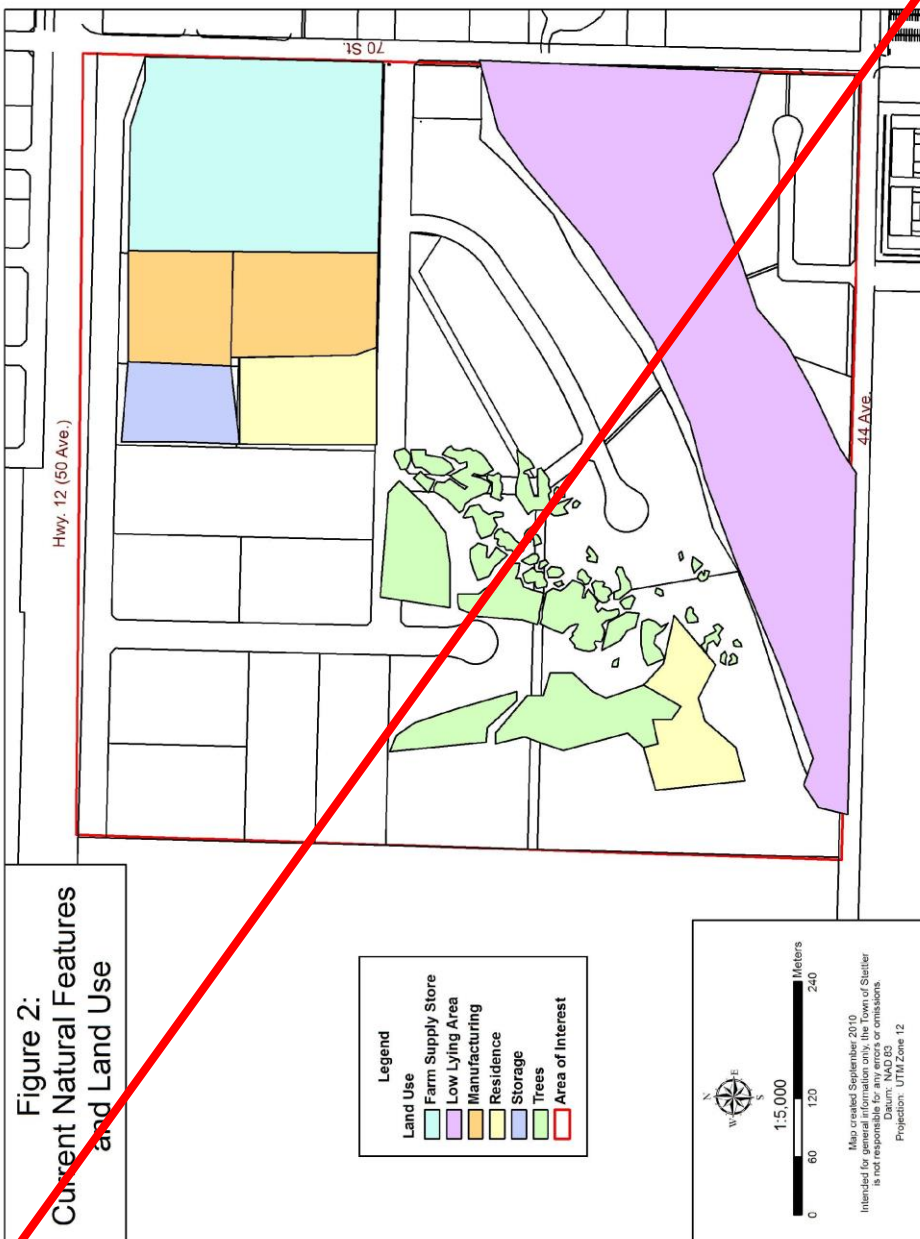 Figure 2:
Current Natural Features
and Land Use
Hwy. 12 (50 Ave.)
70 St.
44 Ave.
Legend
Land Use
Farm Supply Store
Low Lying Area
Manufacturing
Residence
Storage
Trees
Area of Interest
N
W
E
S
1:5,000
Meters
0
60
120
240
Map created September 2010
Intended for general information only, the Town of Stettler
is not responsible for any errors or omissions.
Datum: NAD 83
Projection: UTM Zone 12